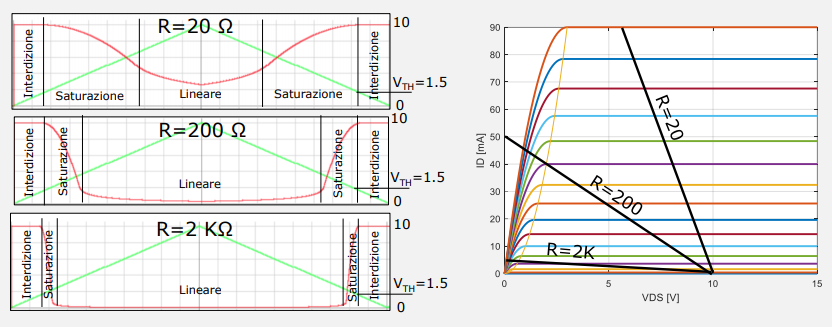 R=20 Ω
10
Interdizione
Saturazione
Lineare
Saturazione
Interdizione
VTH=1.5
0
R=200 Ω
10
Interdizione
Saturazione
Lineare
Saturazione
Interdizione
VTH=1.5
0
R=2 KΩ
10
Interdizione
Saturazione
Lineare
Saturazione
Interdizione
VTH=1.5
0
90
80
70
60
50
40
30
20
10
0
ID [mA]
R=20
R=200
R=2K
0
5
10
15
VDS [V]